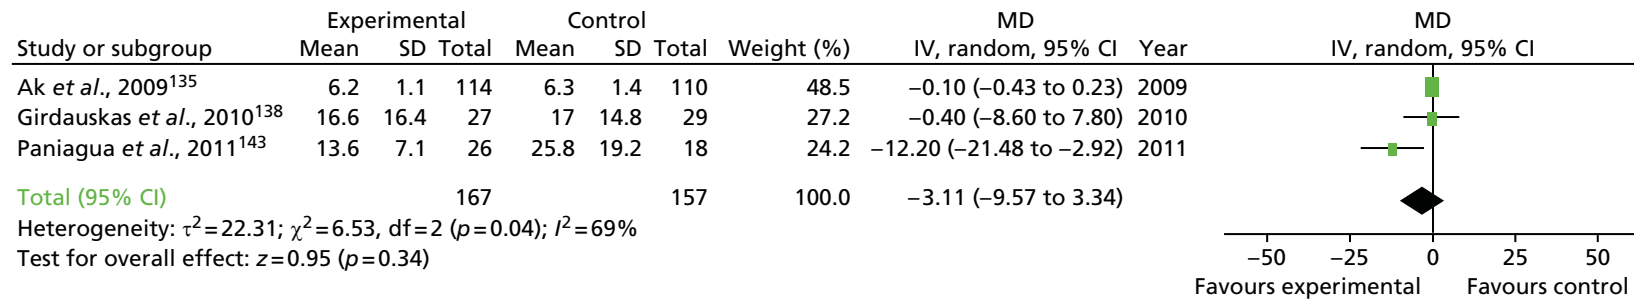 Experimental Control MD MD
Study or subgroup Mean SD Total Mean SD Total Weight (%) IV, random, 95% CI Year IV, random, 95% CI
Ak et al., 2009¹³⁵ 6.2 1.1 114 6.3 1.4 110 48.5 −0.10 (−0.43 to 0.23) 2009
Girdauskas et al., 2010¹³⁸ 16.6 16.4 27 17 14.8 29 27.2 −0.40 (−8.60 to 7.80) 2010
Paniagua et al., 2011¹⁴³ 13.6 7.1 26 25.8 19.2 18 24.2 −12.20 (−21.48 to −2.92) 2011
Total (95% CI) 167 157 100.0 −3.11 (−9.57 to 3.34)
Heterogeneity: τ²=22.31; χ²=6.53, df=2 (p=0.04); I²=69%
Test for overall effect: z=0.95 (p=0.34)
−50 −25 0 25 50
Favours experimental Favours control